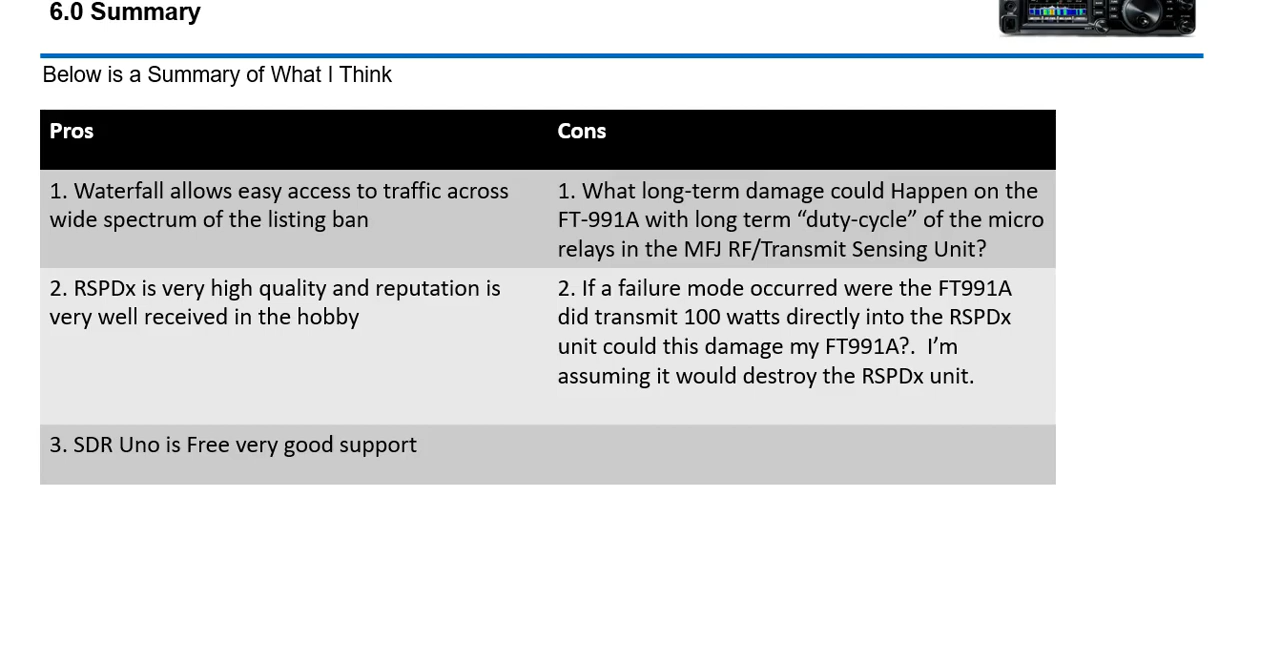 6.0 Summary
Below is a Summary of What I Think
Pros
Cons
1. Waterfall allows easy access to traffic across
wide spectrum of the listing ban
1. What long-term damage could Happen on the
FT-991A with long term “duty-cycle” of the micro
relays in the MFJ RF/Transmit Sensing Unit?
2. RSPDx is very high quality and reputation is
very well received in the hobby
2. If a failure mode occurred were the FT991A
did transmit 100 watts directly into the RSPDx
unit could this damage my FT991A?.  I’m
assuming it would destroy the RSPDx unit.
3. SDR Uno is Free very good support